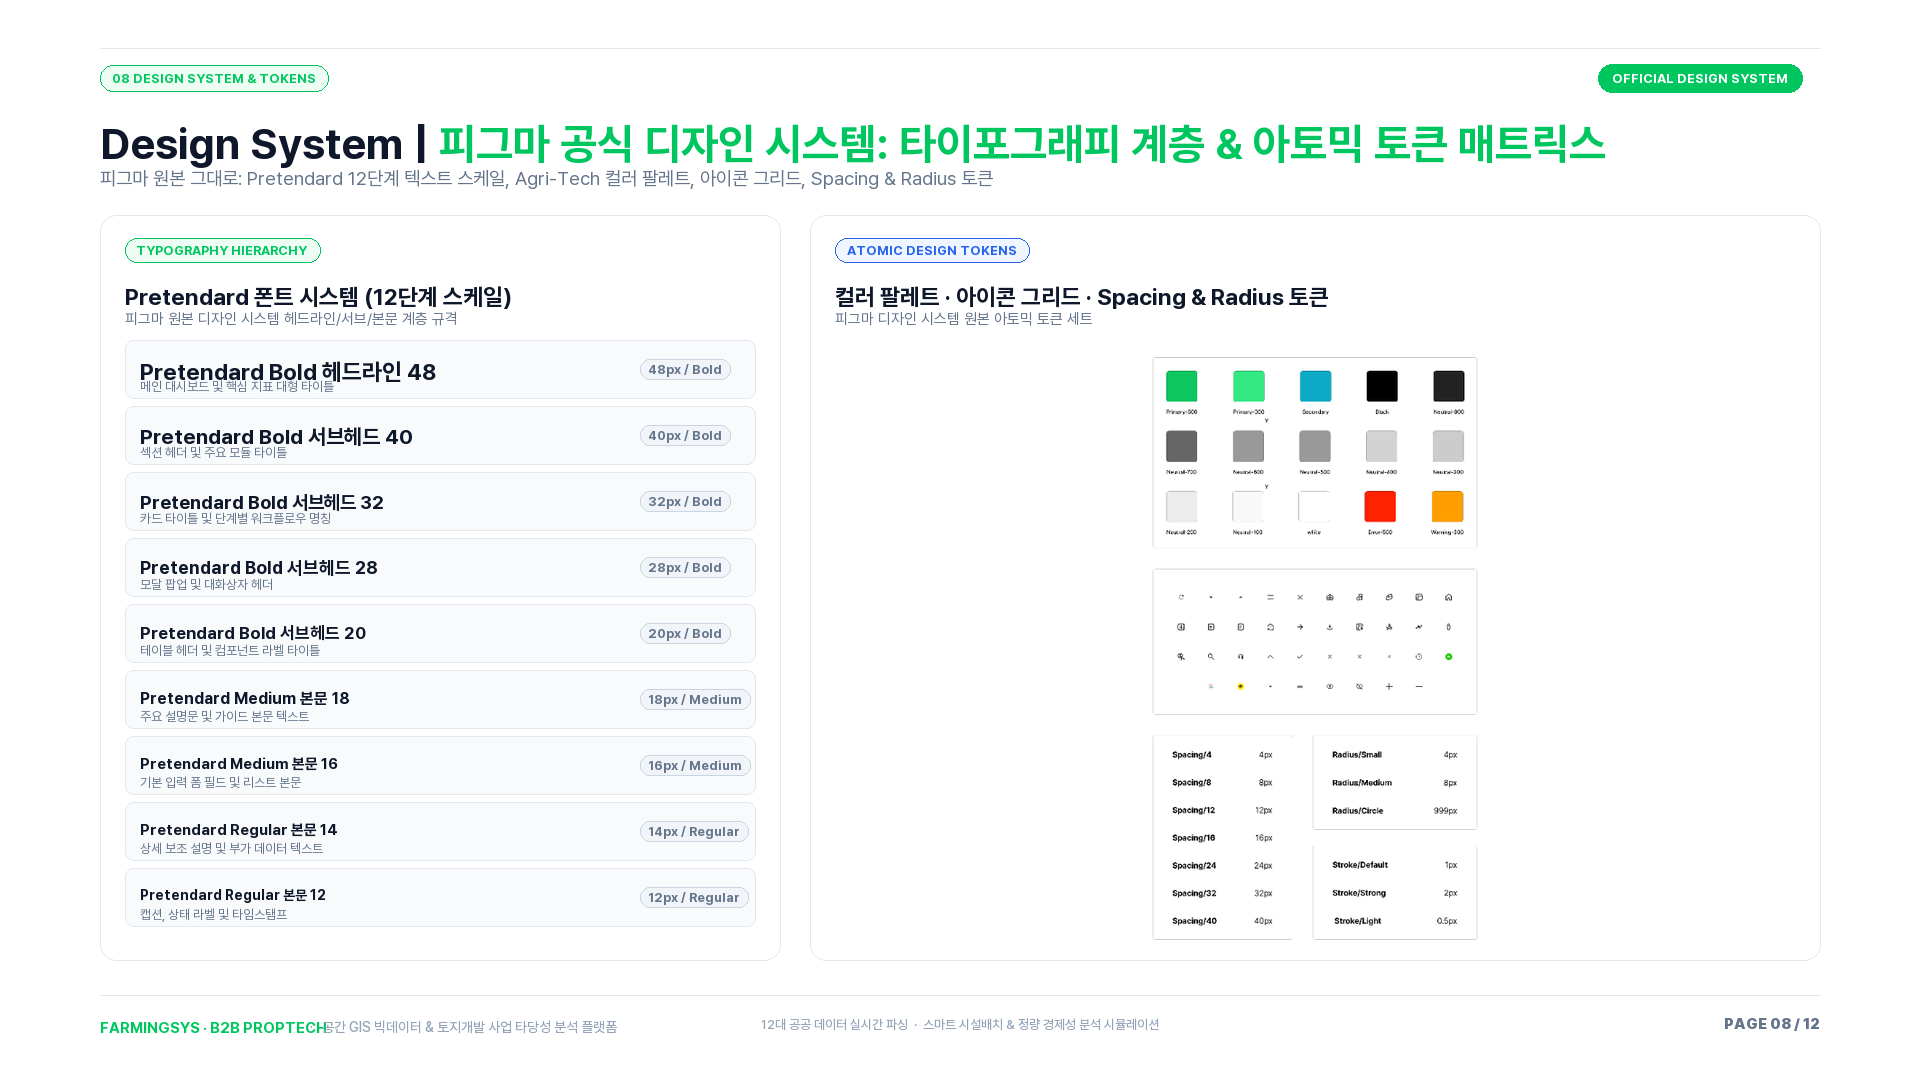 08 DESIGN SYSTEM & TOKENS
OFFICIAL DESIGN SYSTEM
Design System | 피그마 공식 디자인 시스템: 타이포그래피 계층 & 아토믹 토큰 매트릭스
피그마 원본 그대로: Pretendard 12단계 텍스트 스케일, Agri-Tech 컬러 팔레트, 아이콘 그리드, Spacing & Radius 토큰
TYPOGRAPHY HIERARCHY
Pretendard 폰트 시스템 (12단계 스케일)
피그마 원본 디자인 시스템 헤드라인/서브/본문 계층 규격
Pretendard Bold 헤드라인 48
48px / Bold
메인 대시보드 및 핵심 지표 대형 타이틀
Pretendard Bold 서브헤드 40
40px / Bold
섹션 헤더 및 주요 모듈 타이틀
Pretendard Bold 서브헤드 32
32px / Bold
카드 타이틀 및 단계별 워크플로우 명칭
Pretendard Bold 서브헤드 28
28px / Bold
모달 팝업 및 대화상자 헤더
Pretendard Bold 서브헤드 20
20px / Bold
테이블 헤더 및 컴포넌트 라벨 타이틀
Pretendard Medium 본문 18
18px / Medium
주요 설명문 및 가이드 본문 텍스트
Pretendard Medium 본문 16
16px / Medium
기본 입력 폼 필드 및 리스트 본문
Pretendard Regular 본문 14
14px / Regular
상세 보조 설명 및 부가 데이터 텍스트
Pretendard Regular 본문 12
12px / Regular
캡션, 상태 라벨 및 타임스탬프
ATOMIC DESIGN TOKENS
컬러 팔레트 · 아이콘 그리드 · Spacing & Radius 토큰
피그마 디자인 시스템 원본 아토믹 토큰 세트
Primary-500 Primary-300 Secondary Black Neutral-900
Neutral-700 Neutral-600 Neutral-500 Neutral-400 Neutral-300
Neutral-200 Neutral-100 white Error-500 Warning-500
Spacing/4 4px
Spacing/8 8px
Spacing/12 12px
Spacing/16 16px
Spacing/24 24px
Spacing/32 32px
Spacing/40 40px
Radius/Small 4px
Radius/Medium 8px
Radius/Circle 999px
Stroke/Default 1px
Stroke/Strong 2px
Stroke/Light 0.5px
FARMINGSYS · B2B PROPTECH
공간 GIS 빅데이터 & 토지개발 사업 타당성 분석 플랫폼
12대 공공 데이터 실시간 파싱 · 스마트 시설배치 & 정량 경제성 분석 시뮬레이션
PAGE 08 / 12